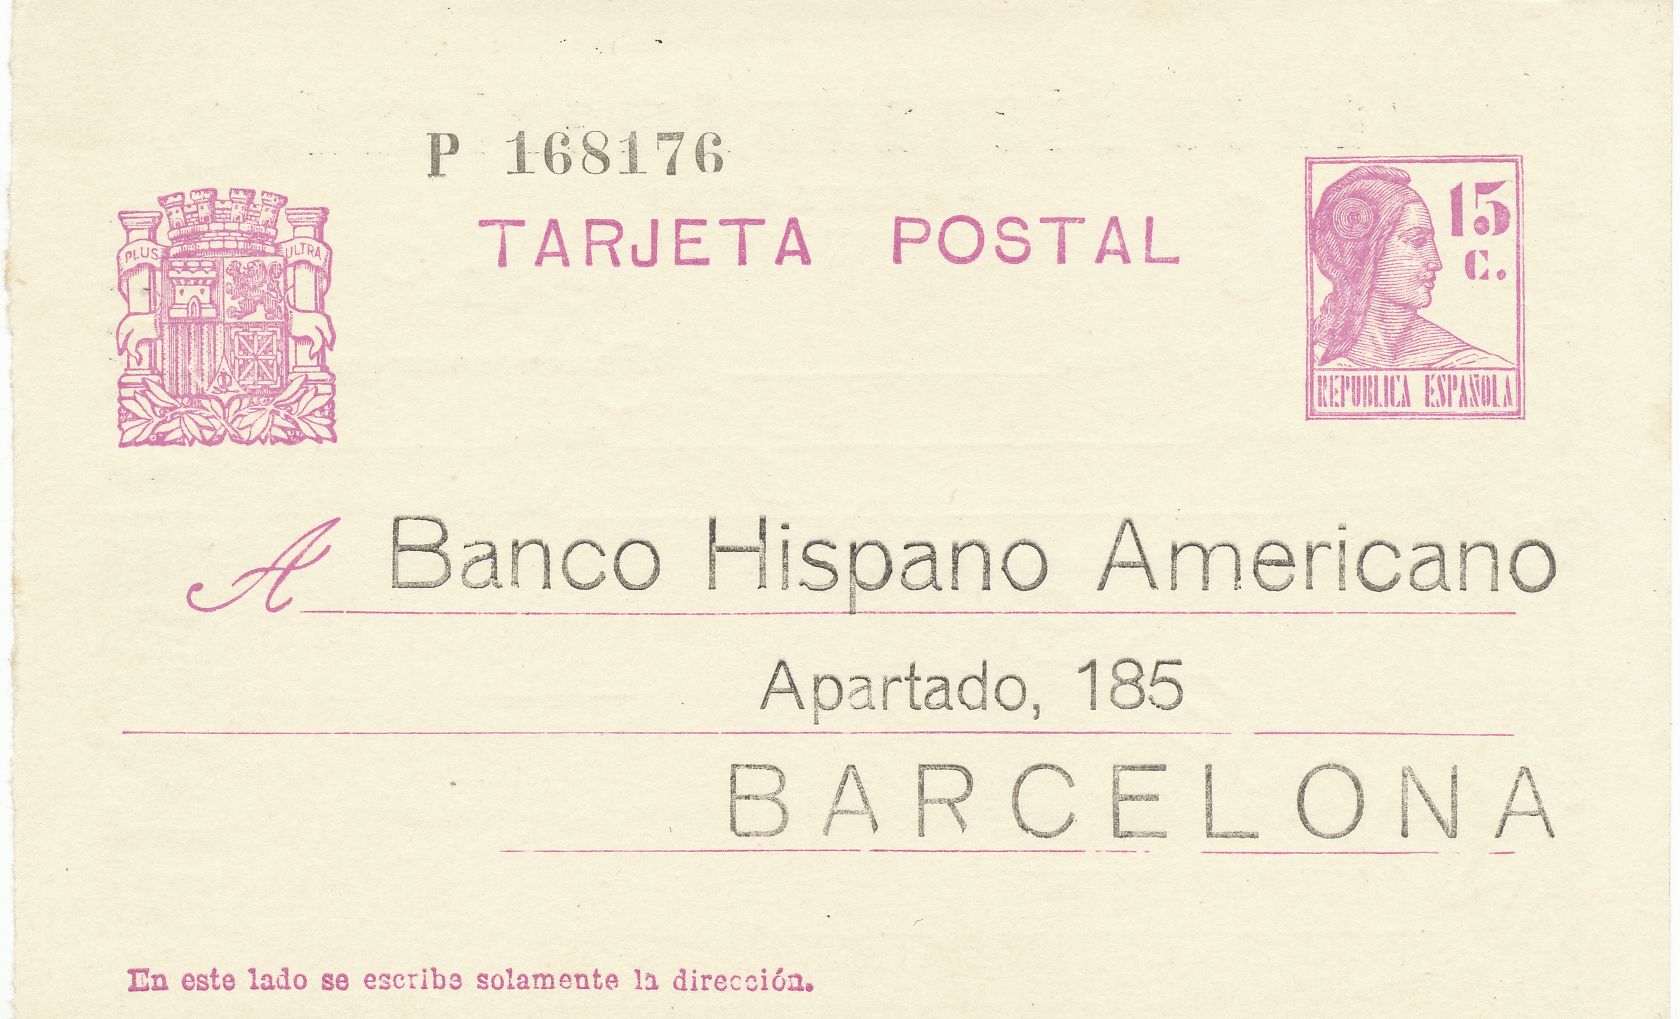 P 168176
TARJETA POSTAL
PLUS ULTRA
15
C.
REPUBLICA ESPAÑOLA
A Banco Hispano Americano
Apartado, 185
BARCELONA
En este lado se escribe solamente la dirección.